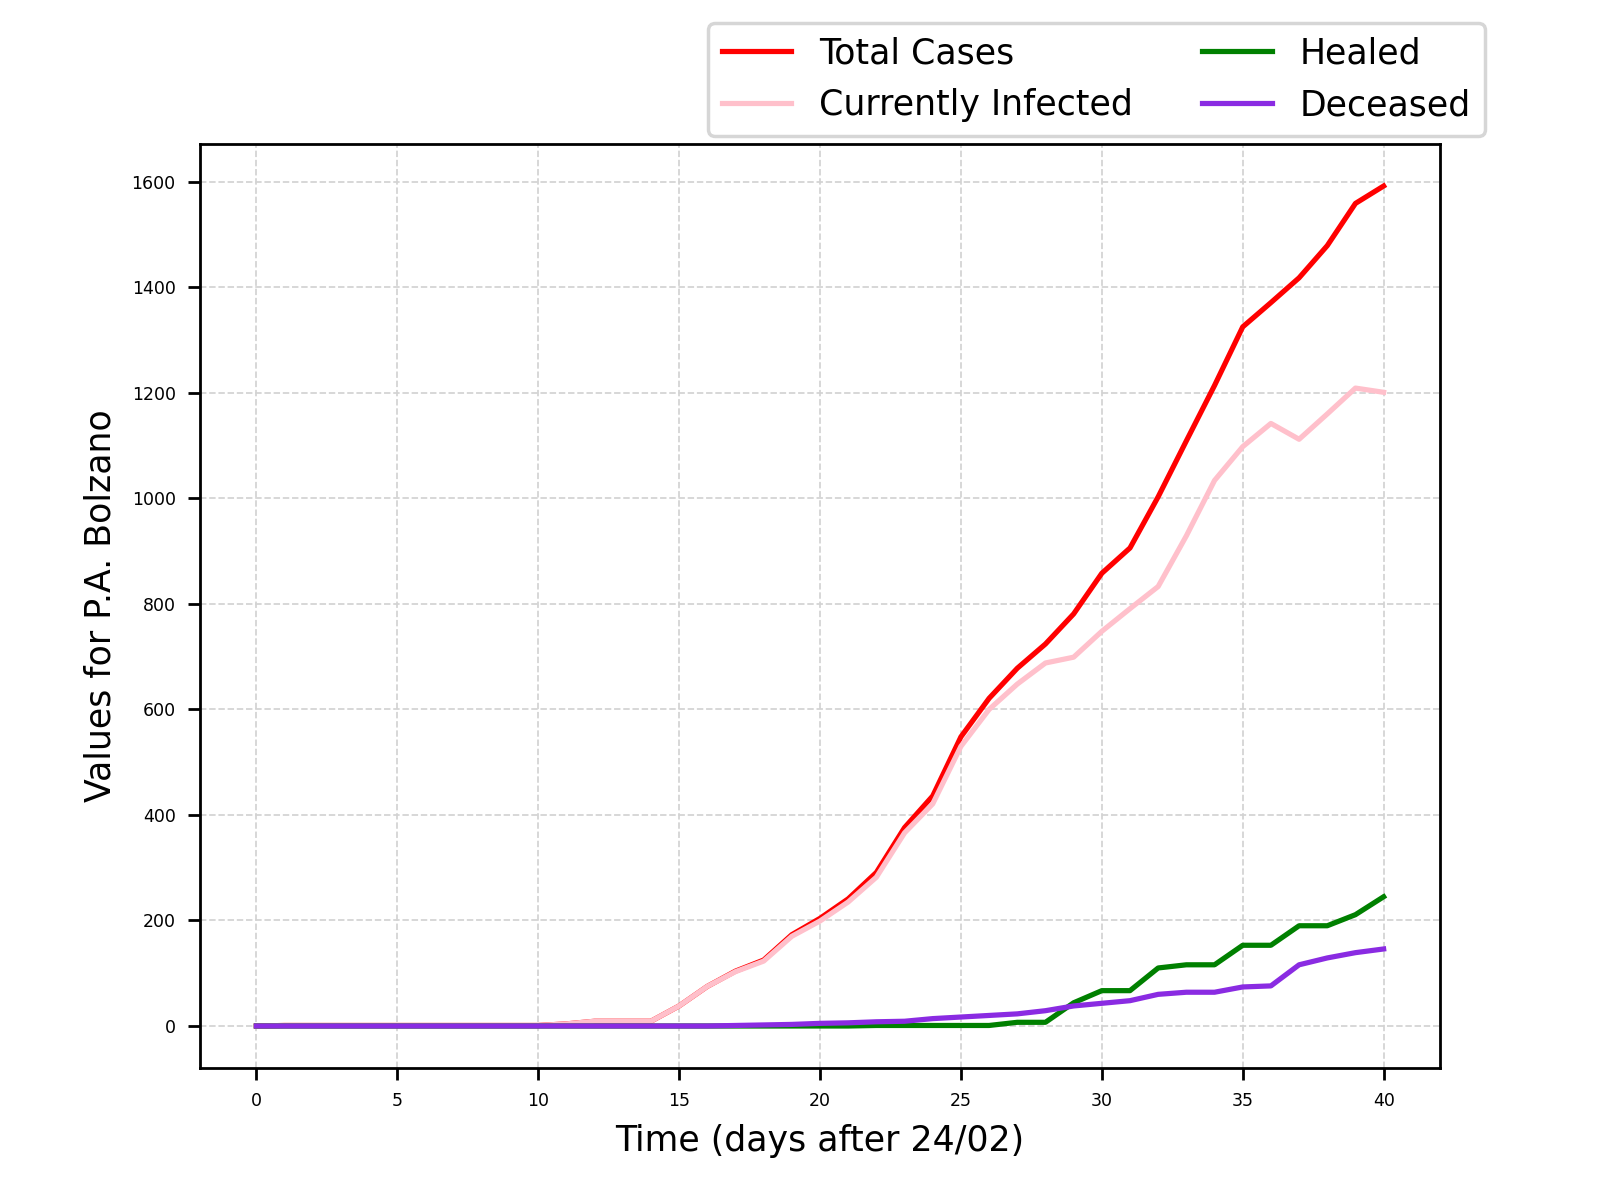 Total Cases
Currently Infected
Healed
Deceased
1600
1400
1200
1000
800
600
400
200
0
Values for P.A. Bolzano
0 5 10 15 20 25 30 35 40
Time (days after 24/02)